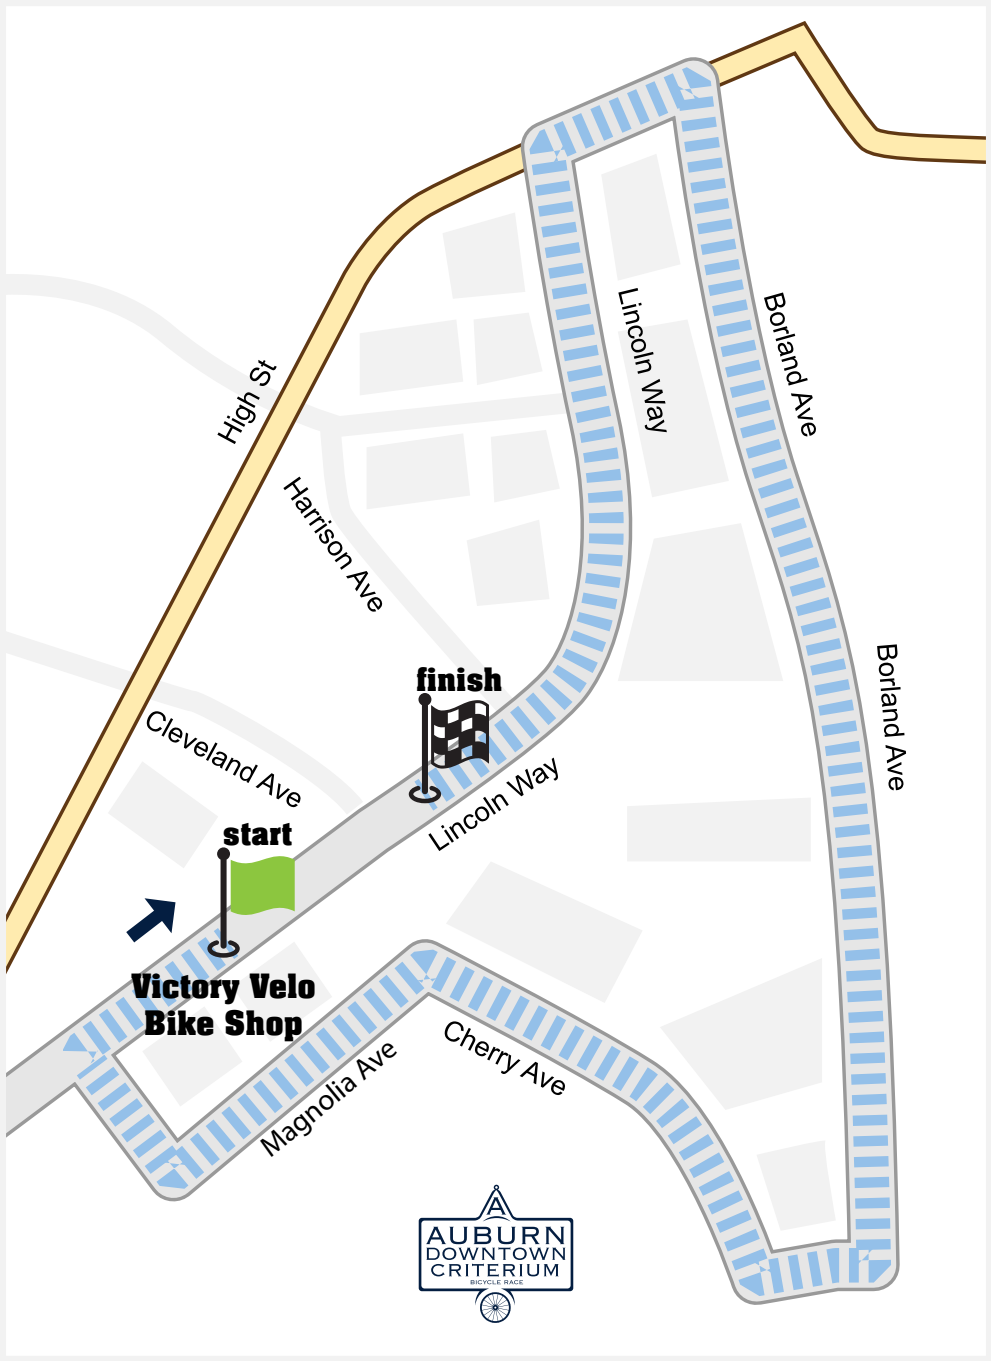 Lincoln Way
Borland Ave
High St
Harrison Ave
Borland Ave
finish
Cleveland Ave
Lincoln Way
start
Victory Velo
Bike Shop
Cherry Ave
Magnolia Ave
A
AUBURN
DOWNTOWN
CRITERIUM
BICYCLE RACE